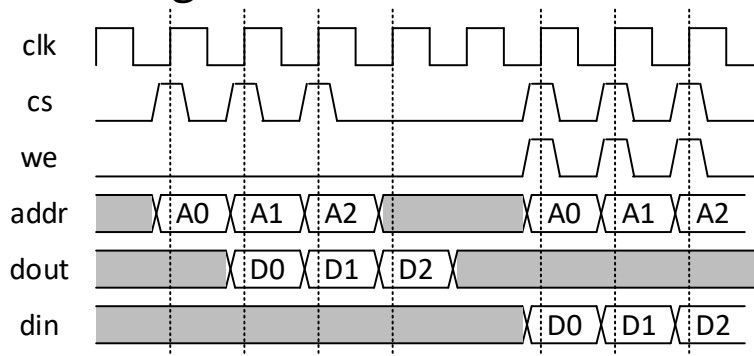 clk
cs
we
addr A0 A1 A2 A0 A1 A2
dout D0 D1 D2
din D0 D1 D2